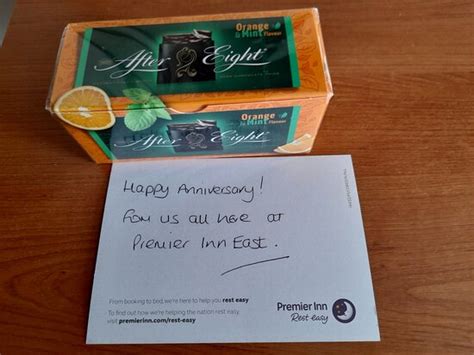 Orange
& Mint Flavour
After Eight
Orange
& Mint Flavour
After Eight
Happy Anniversary!
From us all here at
Premier Inn East.
From booking to bed, we're here to help you rest easy
To find out how we're helping the nation rest easy,
visit premierinn.com/rest-easy
Premier Inn
Rest easy